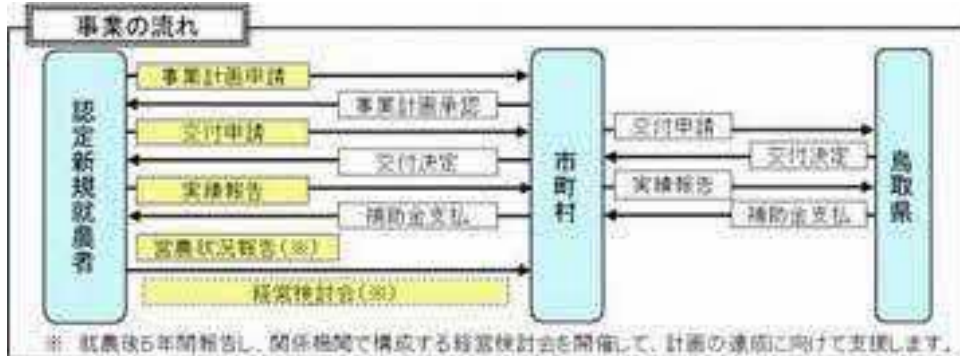 事業の流れ
認定新規就農者
市町村
鳥取県
事業計画申請
事業計画承認
交付申請
交付決定
実績報告
補助金支払
営農状況報告(※)
経営検討会(※)
交付申請
交付決定
実績報告
補助金支払
※ 就農後5年間報告し、関係機関で構成する経営検討会を開催して、計画の達成に向けて支援します。